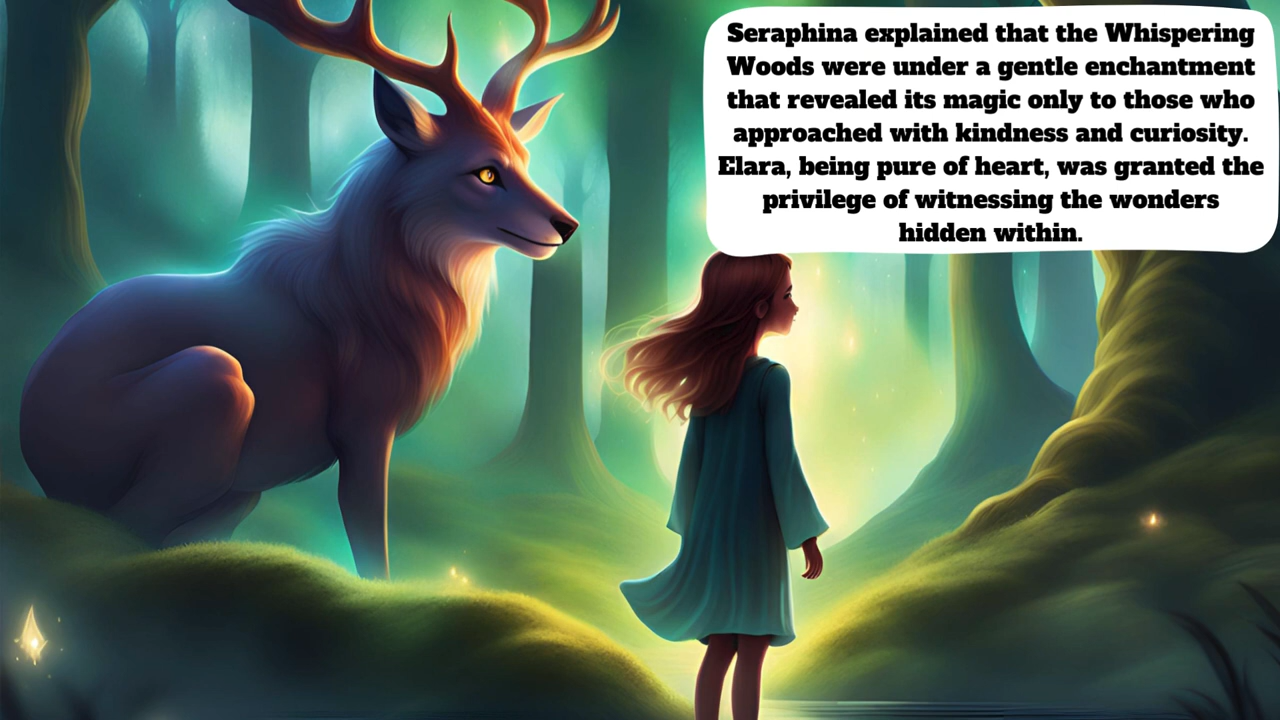 Seraphina explained that the Whispering
Woods were under a gentle enchantment
that revealed its magic only to those who
approached with kindness and curiosity.
Elara, being pure of heart, was granted the
privilege of witnessing the wonders
hidden within.